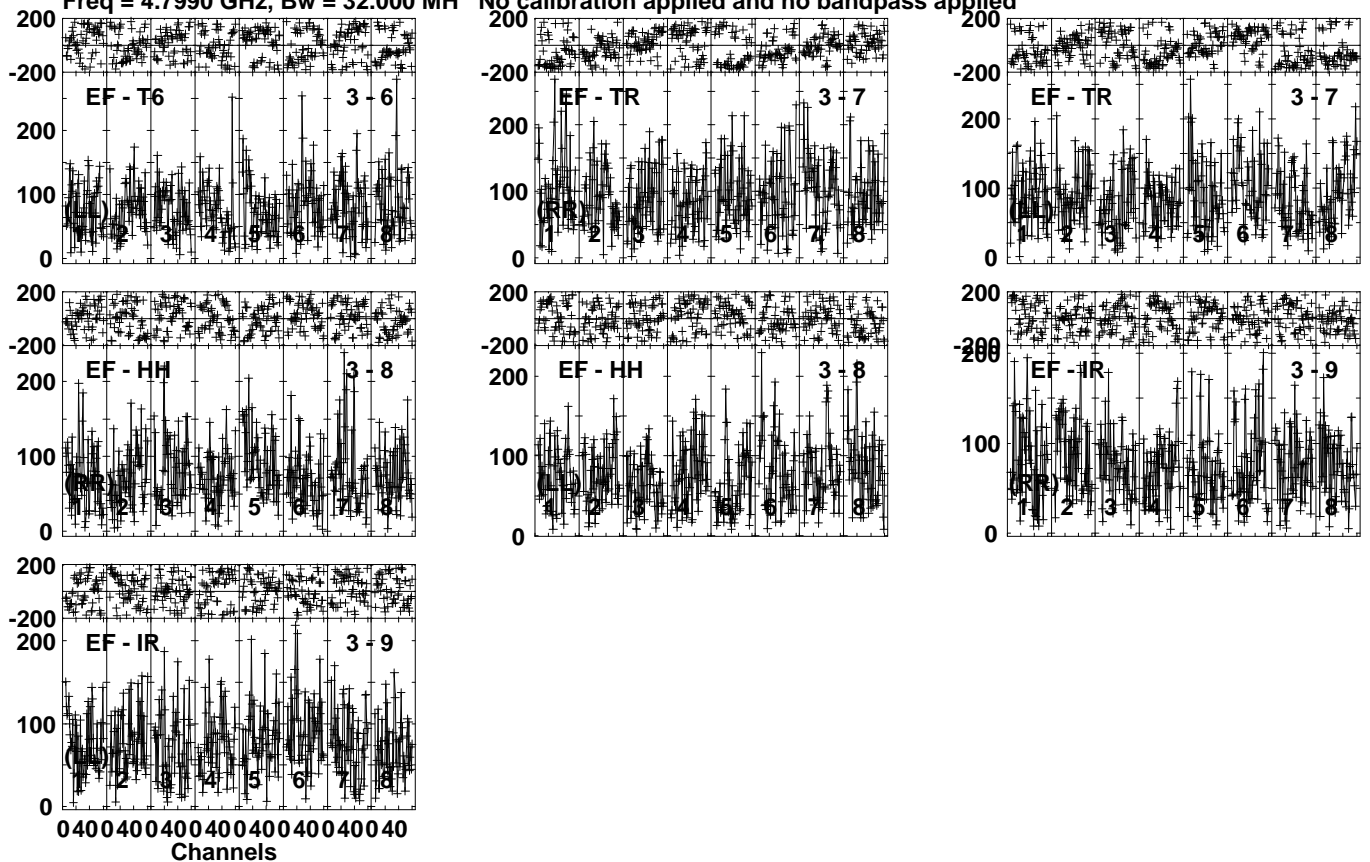 Freq = 4.7990 GHz, Bw = 32.000 MH No calibration applied and no bandpass applied
200
-200
EF - T6 3 - 6
200
100
(LL)
0
1 2 3 4 5 6 7 8
200
-200
EF - TR 3 - 7
200
100
(RR)
0
1 2 3 4 5 6 7 8
200
-200
EF - TR 3 - 7
200
100
(LL)
0
1 2 3 4 5 6 7 8
200
-200
EF - HH 3 - 8
200
100
(RR)
0
1 2 3 4 5 6 7 8
200
-200
EF - HH 3 - 8
200
100
(LL)
0
1 2 3 4 5 6 7 8
200
-200
200
EF - IR 3 - 9
100
(RR)
0
1 2 3 4 5 6 7 8
200
-200
EF - IR 3 - 9
200
100
(LL)
0
1 2 3 4 5 6 7 8
0 40 0 40 0 40 0 40 0 40 0 40 0 40 0 40
Channels